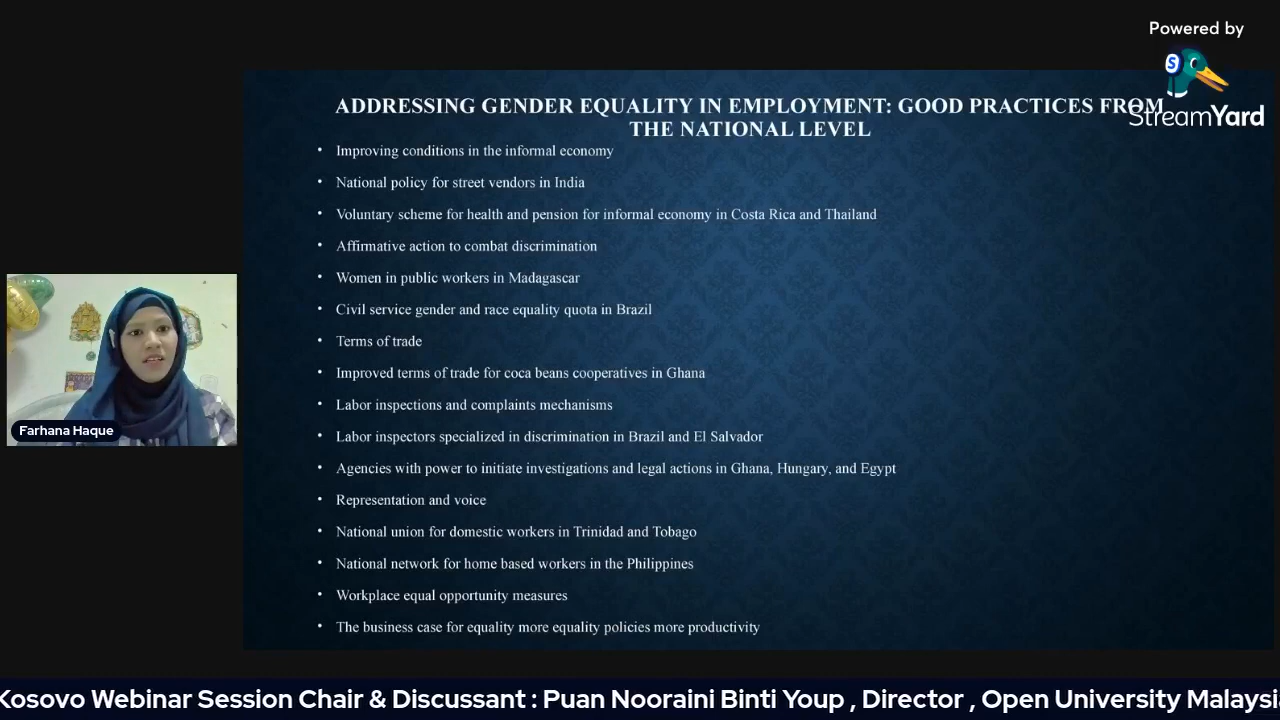 Powered by
StreamYard
ADDRESSING GENDER EQUALITY IN EMPLOYMENT: GOOD PRACTICES FROM
THE NATIONAL LEVEL
• Improving conditions in the informal economy
• National policy for street vendors in India
• Voluntary scheme for health and pension for informal economy in Costa Rica and Thailand
• Affirmative action to combat discrimination
• Women in public workers in Madagascar
• Civil service gender and race equality quota in Brazil
• Terms of trade
• Improved terms of trade for coca beans cooperatives in Ghana
• Labor inspections and complaints mechanisms
• Labor inspectors specialized in discrimination in Brazil and El Salvador
• Agencies with power to initiate investigations and legal actions in Ghana, Hungary, and Egypt
• Representation and voice
• National union for domestic workers in Trinidad and Tobago
• National network for home based workers in the Philippines
• Workplace equal opportunity measures
• The business case for equality more equality policies more productivity
Farhana Haque
Kosovo Webinar Session Chair & Discussant : Puan Nooraini Binti Youp , Director , Open University Malaysi